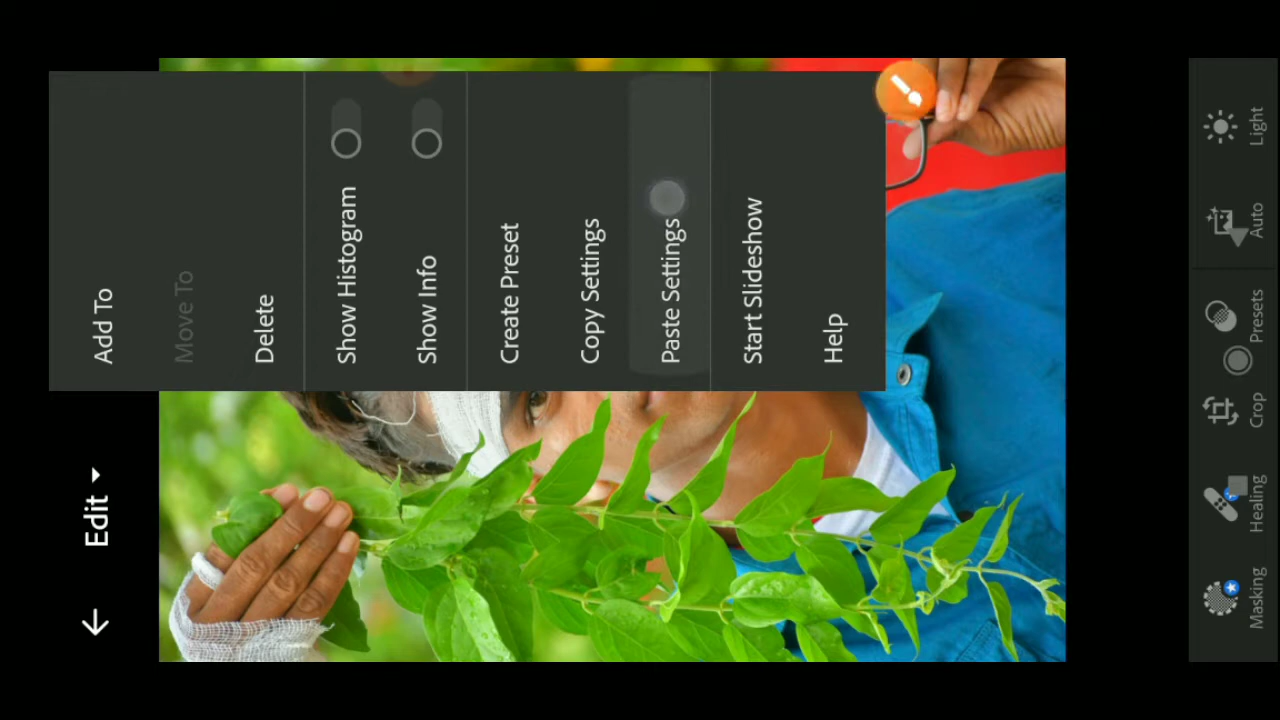 Edit
Add To
Move To
Delete
Show Histogram
Show Info
Create Preset
Copy Settings
Paste Settings
Start Slideshow
Help
Masking
Healing
Crop
Presets
Auto
Light